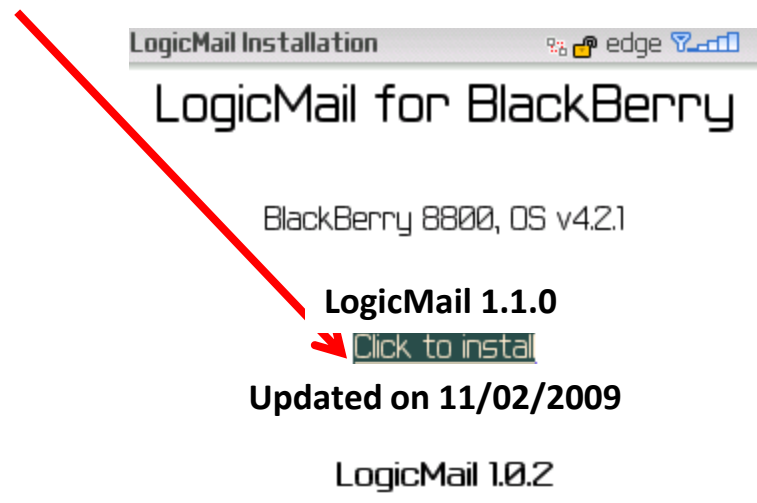 LogicMail Installation edge
LogicMail for BlackBerry
BlackBerry 8800, OS v4.2.1
LogicMail 1.1.0
Click to install
Updated on 11/02/2009
LogicMail 1.0.2